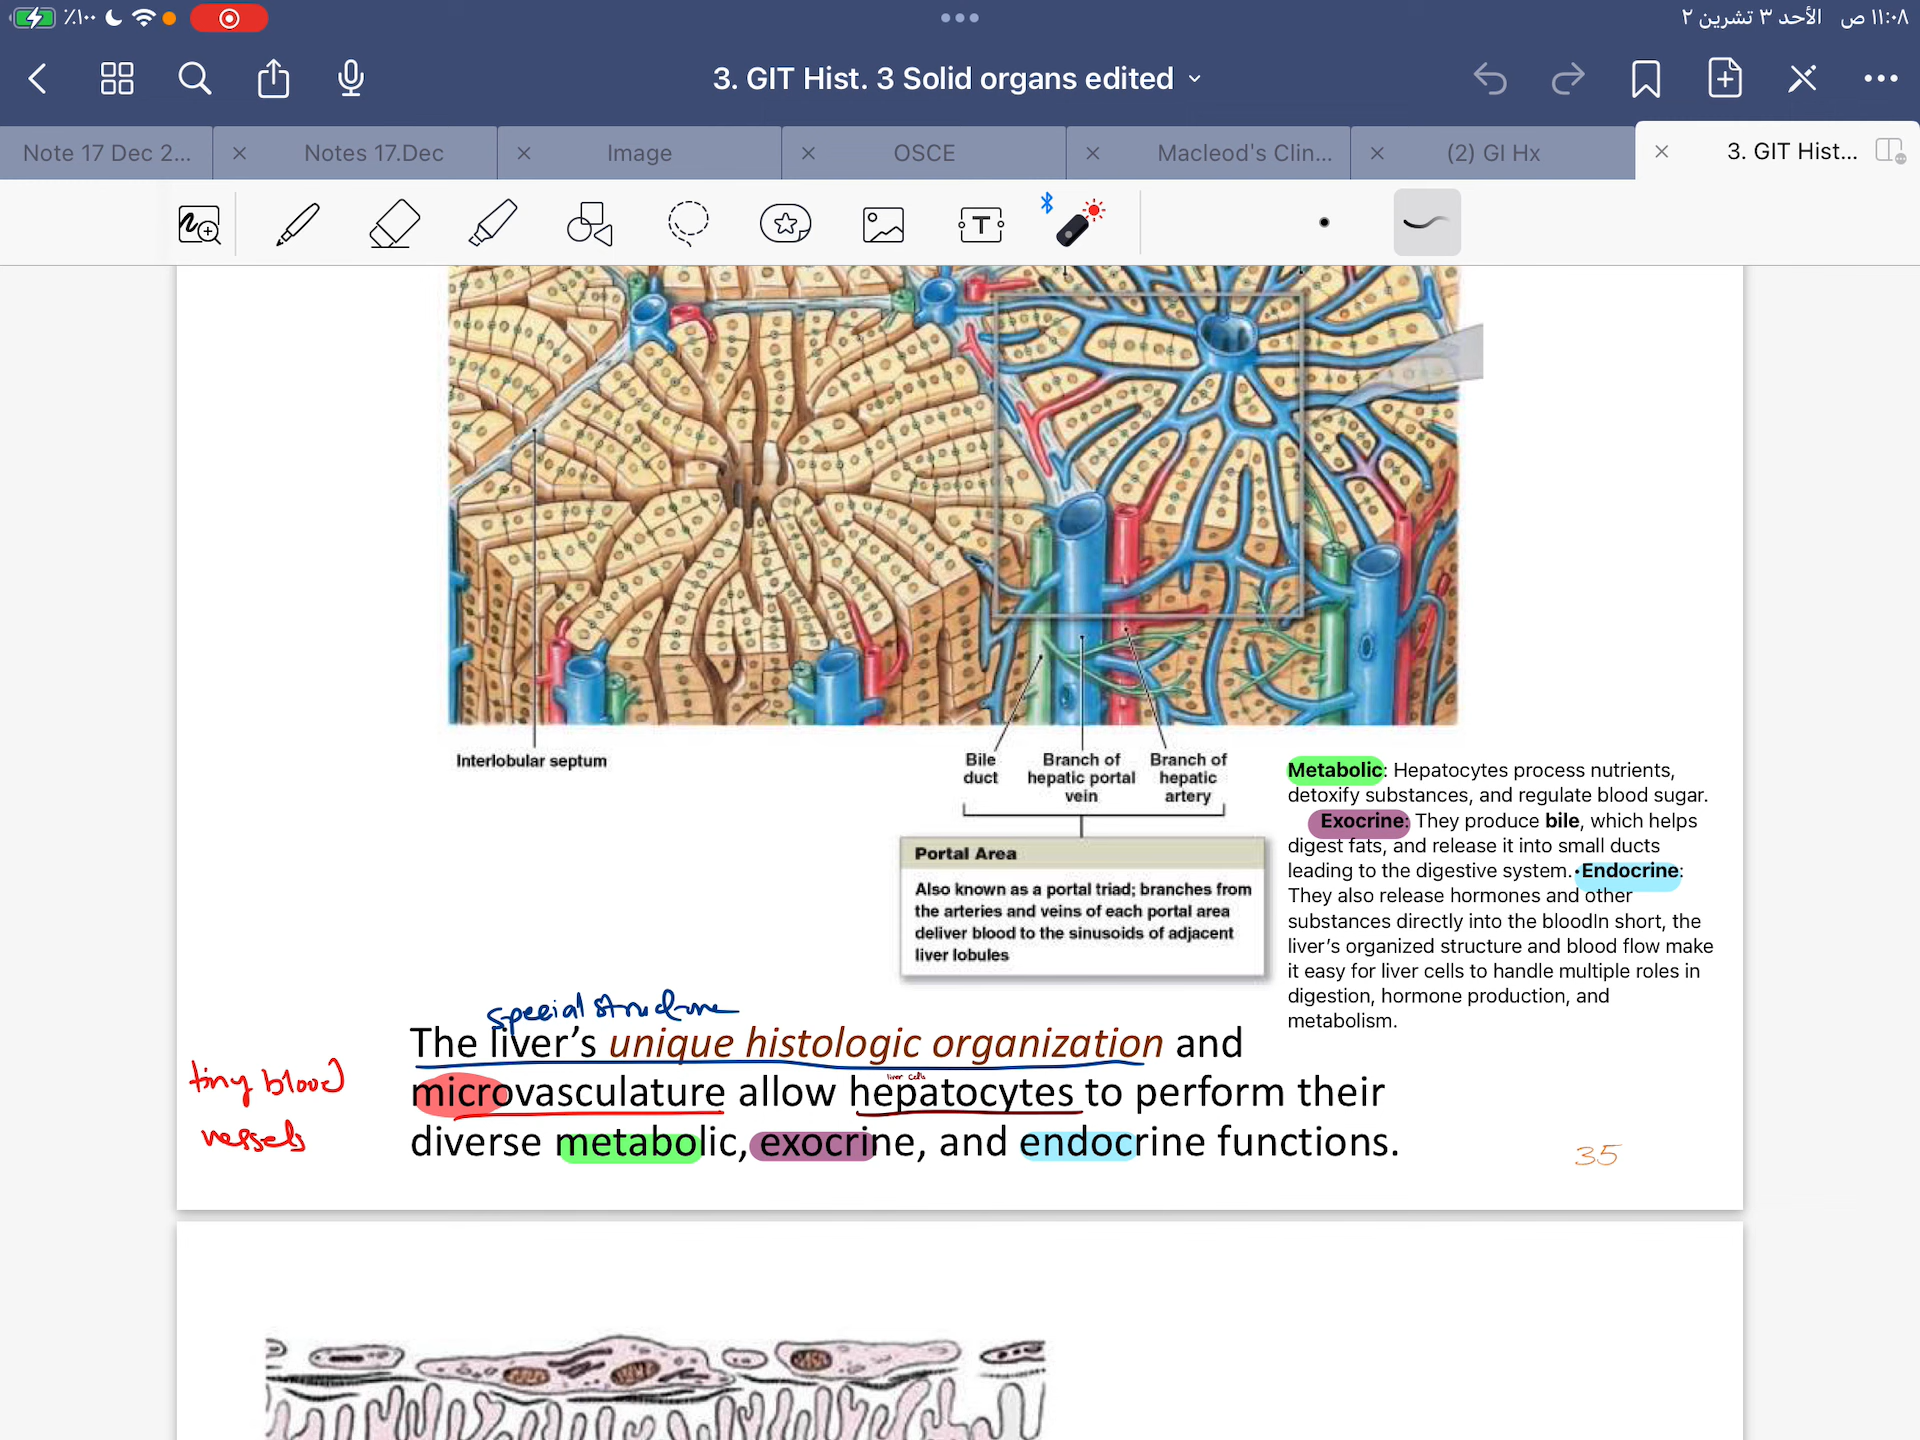 ٪١٠٠
١١:٠٨ ص الأحد ٣ تشرين ٢
3. GIT Hist. 3 Solid organs edited
Note 17 Dec 2...
Notes 17.Dec
Image
OSCE
Macleod's Clin...
(2) GI Hx
3. GIT Hist...
T
Interlobular septum
Bile duct
Branch of hepatic portal vein
Branch of hepatic artery
Portal Area
Also known as a portal triad; branches from
the arteries and veins of each portal area
deliver blood to the sinusoids of adjacent
liver lobules
Metabolic: Hepatocytes process nutrients,
detoxify substances, and regulate blood sugar.
Exocrine: They produce bile, which helps
digest fats, and release it into small ducts
leading to the digestive system. •Endocrine:
They also release hormones and other
substances directly into the bloodIn short, the
liver's organized structure and blood flow make
it easy for liver cells to handle multiple roles in
digestion, hormone production, and
metabolism.
special structure
The liver's unique histologic organization and
tiny blood
vessels
liver cells
microvasculature allow hepatocytes to perform their
diverse metabolic, exocrine, and endocrine functions.
35